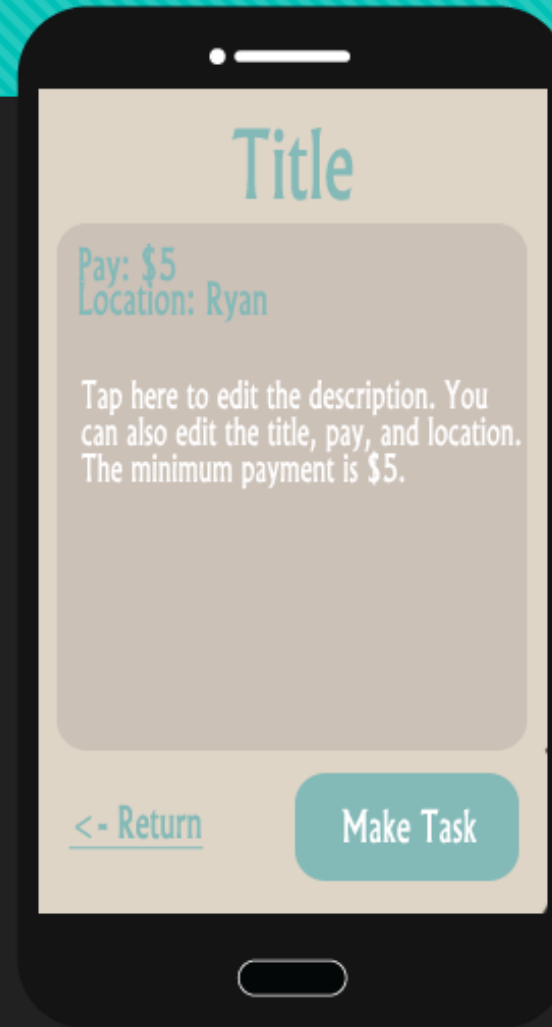 Title
Pay: $5
Location: Ryan
Tap here to edit the description. You
can also edit the title, pay, and location.
The minimum payment is $5.
<- Return
Make Task